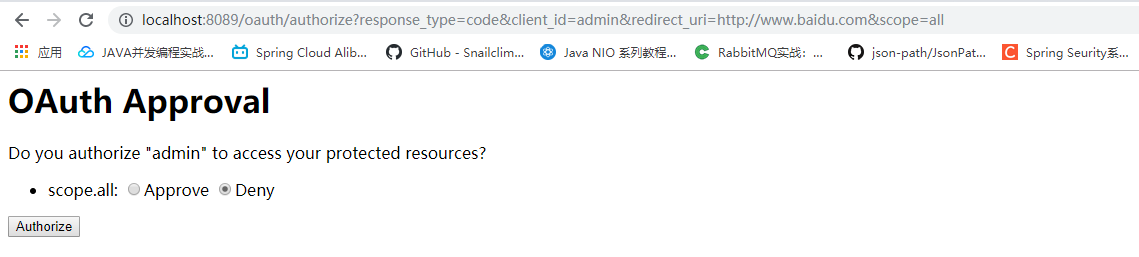 localhost:8089/oauth/authorize?response_type=code&client_id=admin&redirect_uri=http://www.baidu.com&scope=all
应用 JAVA并发编程实战... Spring Cloud Alib... GitHub - Snailclim... Java NIO 系列教程... RabbitMQ实战：... json-path/JsonPat... Spring Seurity系...
OAuth Approval
Do you authorize "admin" to access your protected resources?
• scope.all: Approve Deny
Authorize